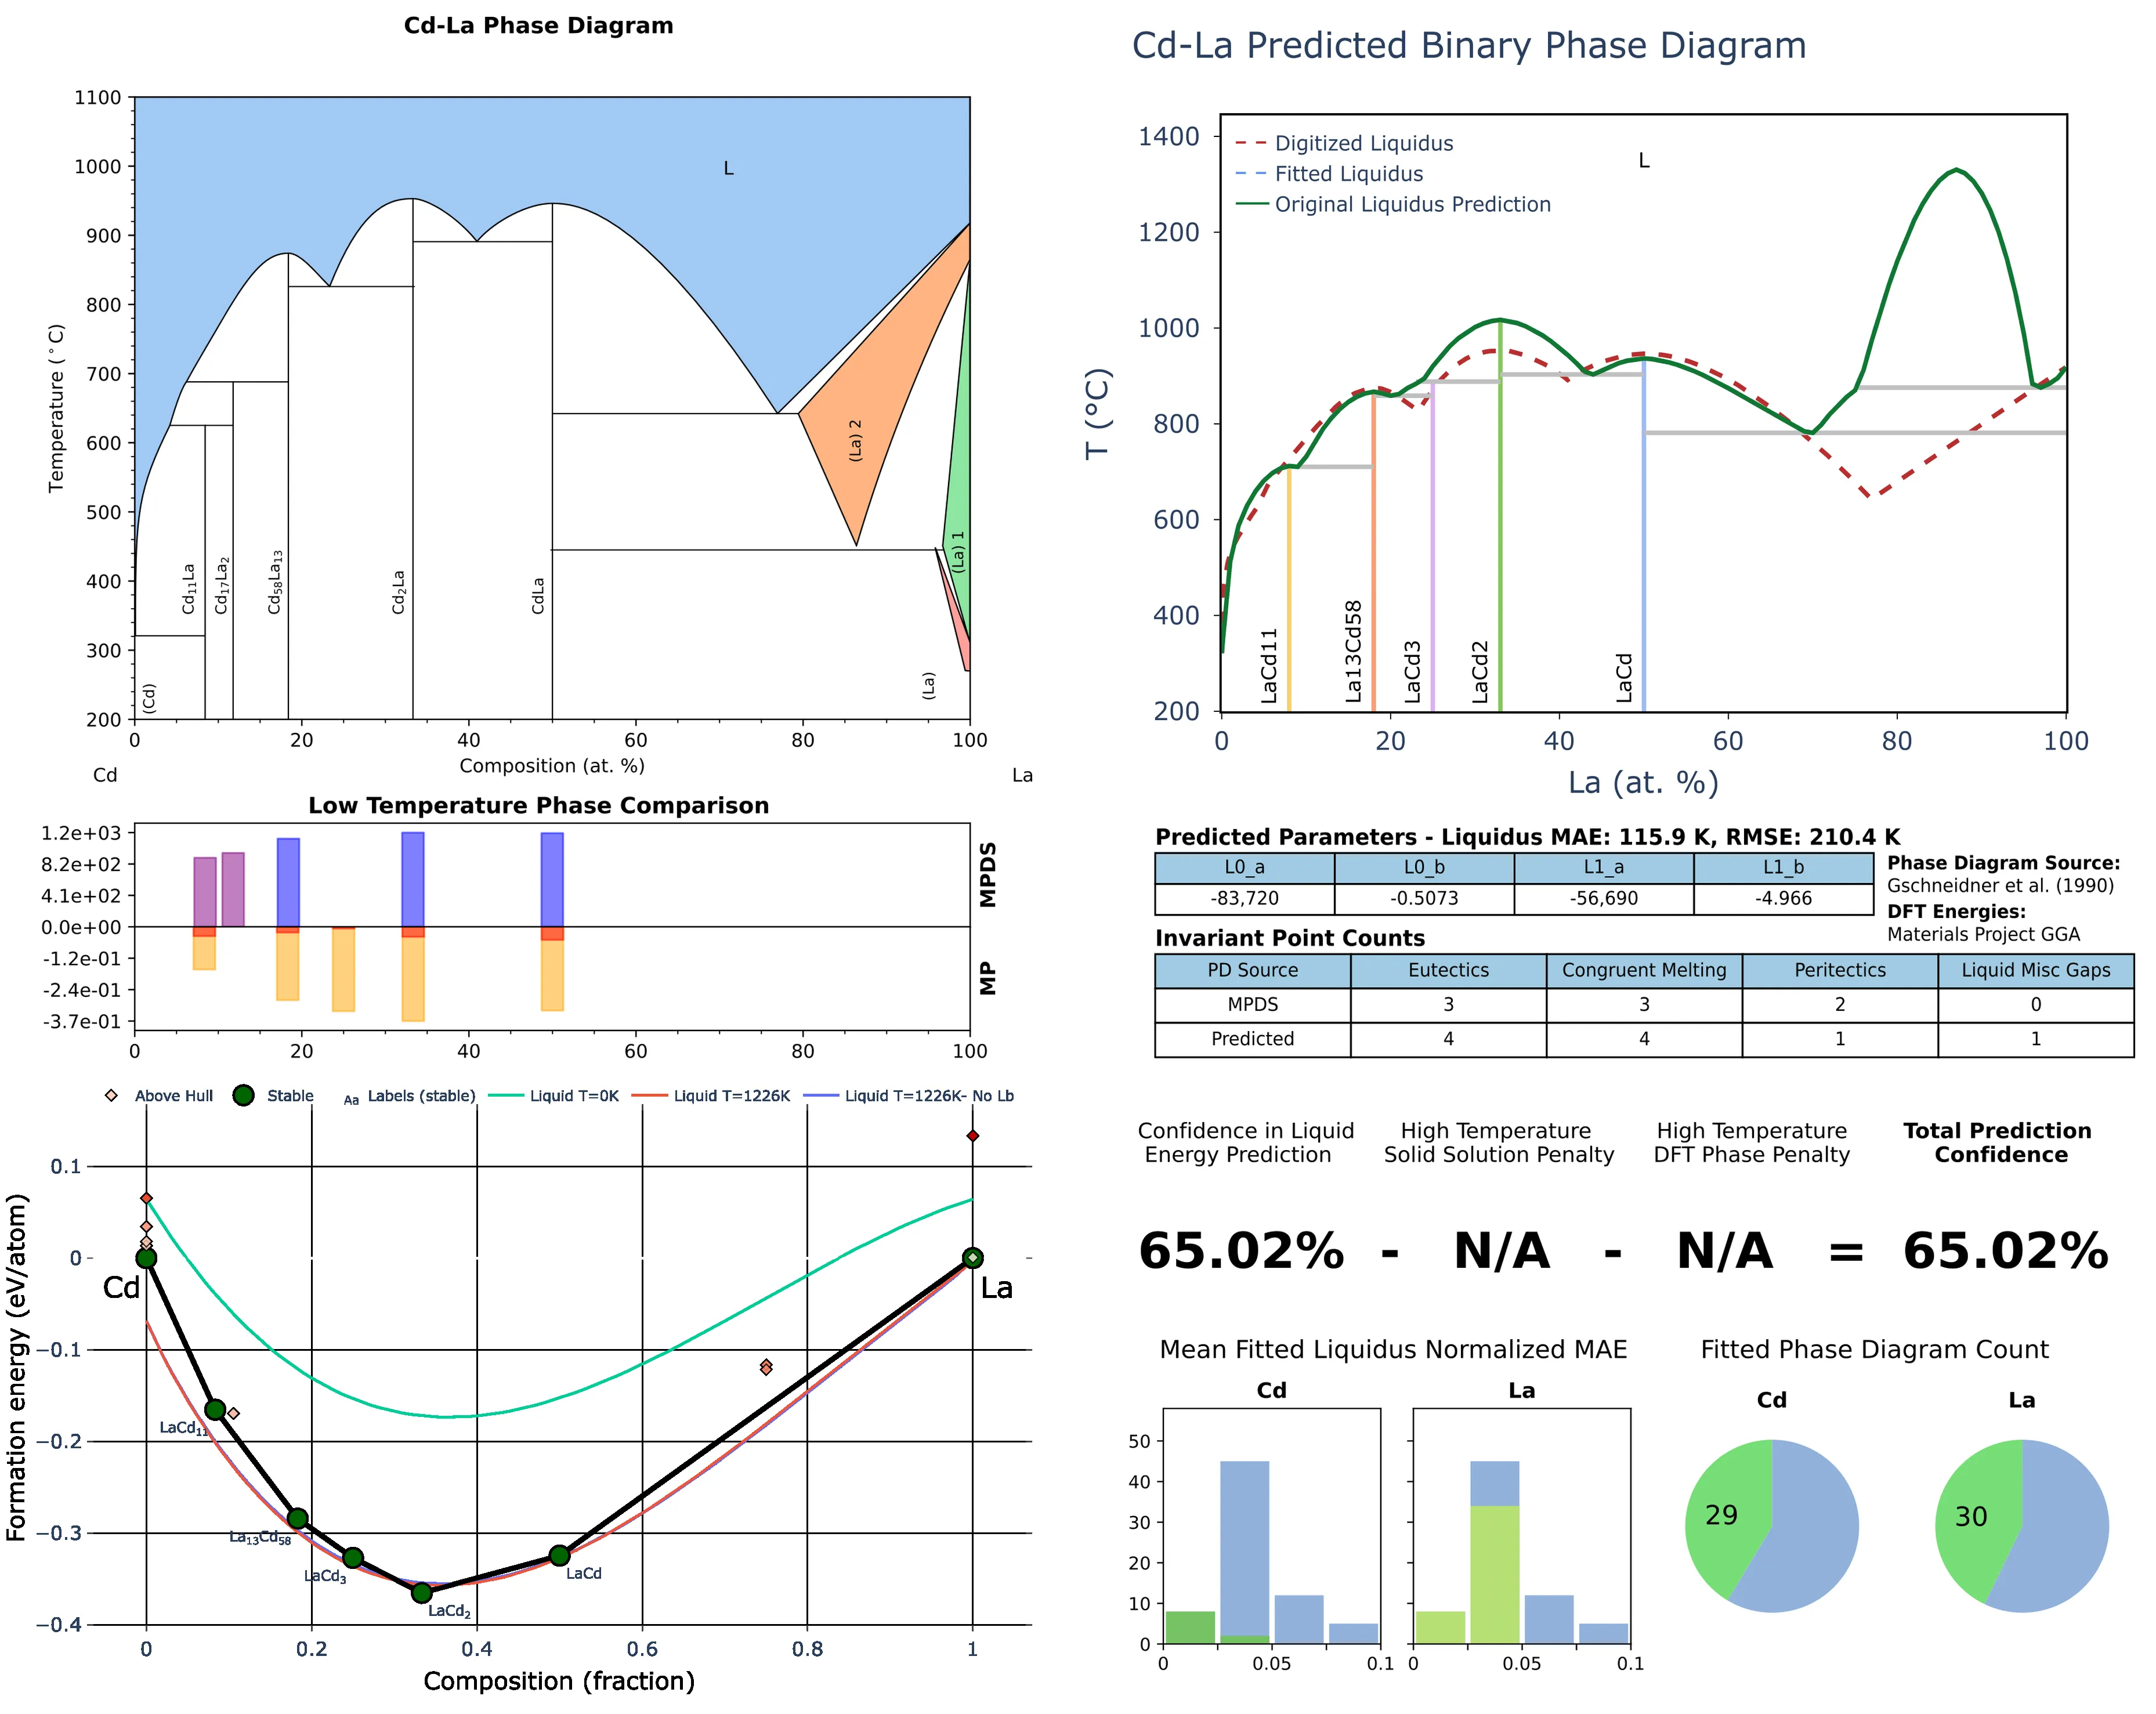 Cd-La Phase Diagram
1100
1000
900
800
700
600
500
400
300
200
Temperature (°C)
L
(La) 2
(La) 1
(La)
(Cd)
Cd11La
Cd17La2
Cd58La13
Cd2La
CdLa
0 20 40 60 80 100
Composition (at. %)
Cd La
Low Temperature Phase Comparison
1.2e+03
8.2e+02
4.1e+02
0.0e+00
-1.2e-01
-2.4e-01
-3.7e-01
MPDS
MP
0 20 40 60 80 100
Above Hull Stable Aa Labels (stable) Liquid T=0K Liquid T=1226K Liquid T=1226K- No Lb
0.1
0
−0.1
−0.2
−0.3
−0.4
Formation energy (eV/atom)
Cd
La
LaCd11
La13Cd58
LaCd3
LaCd2
LaCd
0 0.2 0.4 0.6 0.8 1
Composition (fraction)
Cd-La Predicted Binary Phase Diagram
1400
1200
1000
800
600
400
200
T (°C)
Digitized Liquidus
Fitted Liquidus
Original Liquidus Prediction
L
LaCd11
La13Cd58
LaCd3
LaCd2
LaCd
0 20 40 60 80 100
La (at. %)
Predicted Parameters - Liquidus MAE: 115.9 K, RMSE: 210.4 K
L0_a L0_b L1_a L1_b
-83,720 -0.5073 -56,690 -4.966
Phase Diagram Source:
Gschneidner et al. (1990)
DFT Energies:
Materials Project GGA
Invariant Point Counts
PD Source Eutectics Congruent Melting Peritectics Liquid Misc Gaps
MPDS 3 3 2 0
Predicted 4 4 1 1
Confidence in Liquid
Energy Prediction
High Temperature
Solid Solution Penalty
High Temperature
DFT Phase Penalty
Total Prediction
Confidence
65.02% - N/A - N/A = 65.02%
Mean Fitted Liquidus Normalized MAE
Cd
La
50
40
30
20
10
0
0 0.05 0.1
0 0.05 0.1
Fitted Phase Diagram Count
Cd
La
29
30